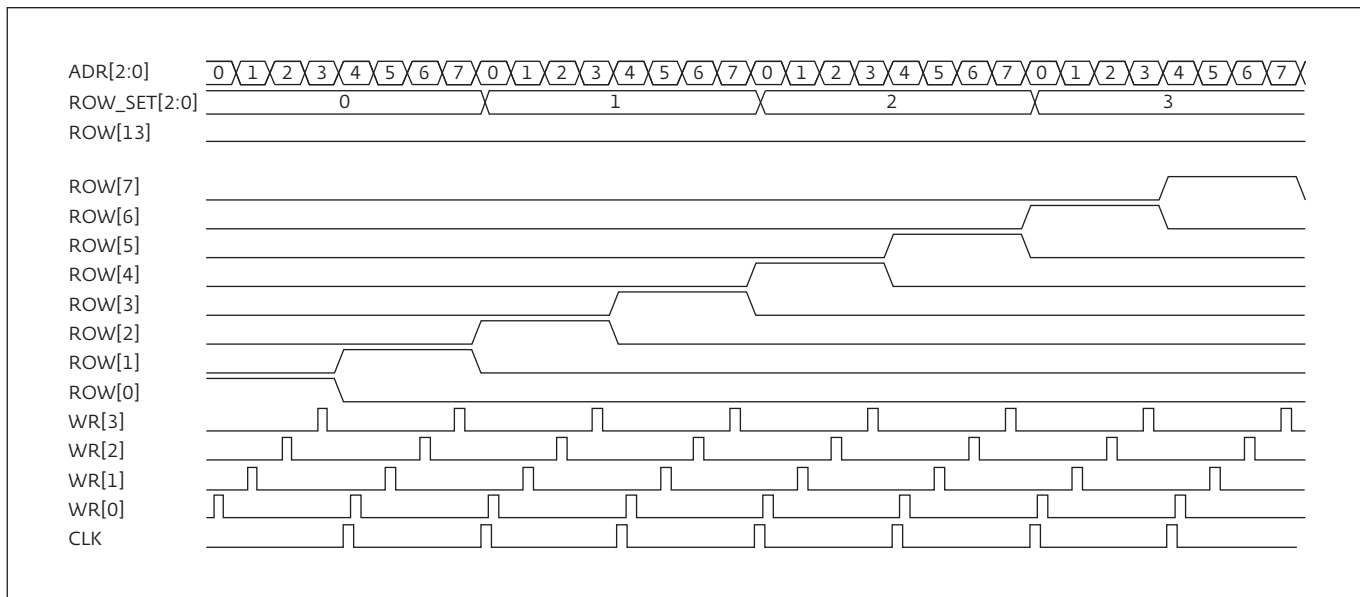 ADR[2:0] 0 1 2 3 4 5 6 7 0 1 2 3 4 5 6 7 0 1 2 3 4 5 6 7 0 1 2 3 4 5 6 7
ROW_SET[2:0] 0 1 2 3
ROW[13]
ROW[7]
ROW[6]
ROW[5]
ROW[4]
ROW[3]
ROW[2]
ROW[1]
ROW[0]
WR[3]
WR[2]
WR[1]
WR[0]
CLK